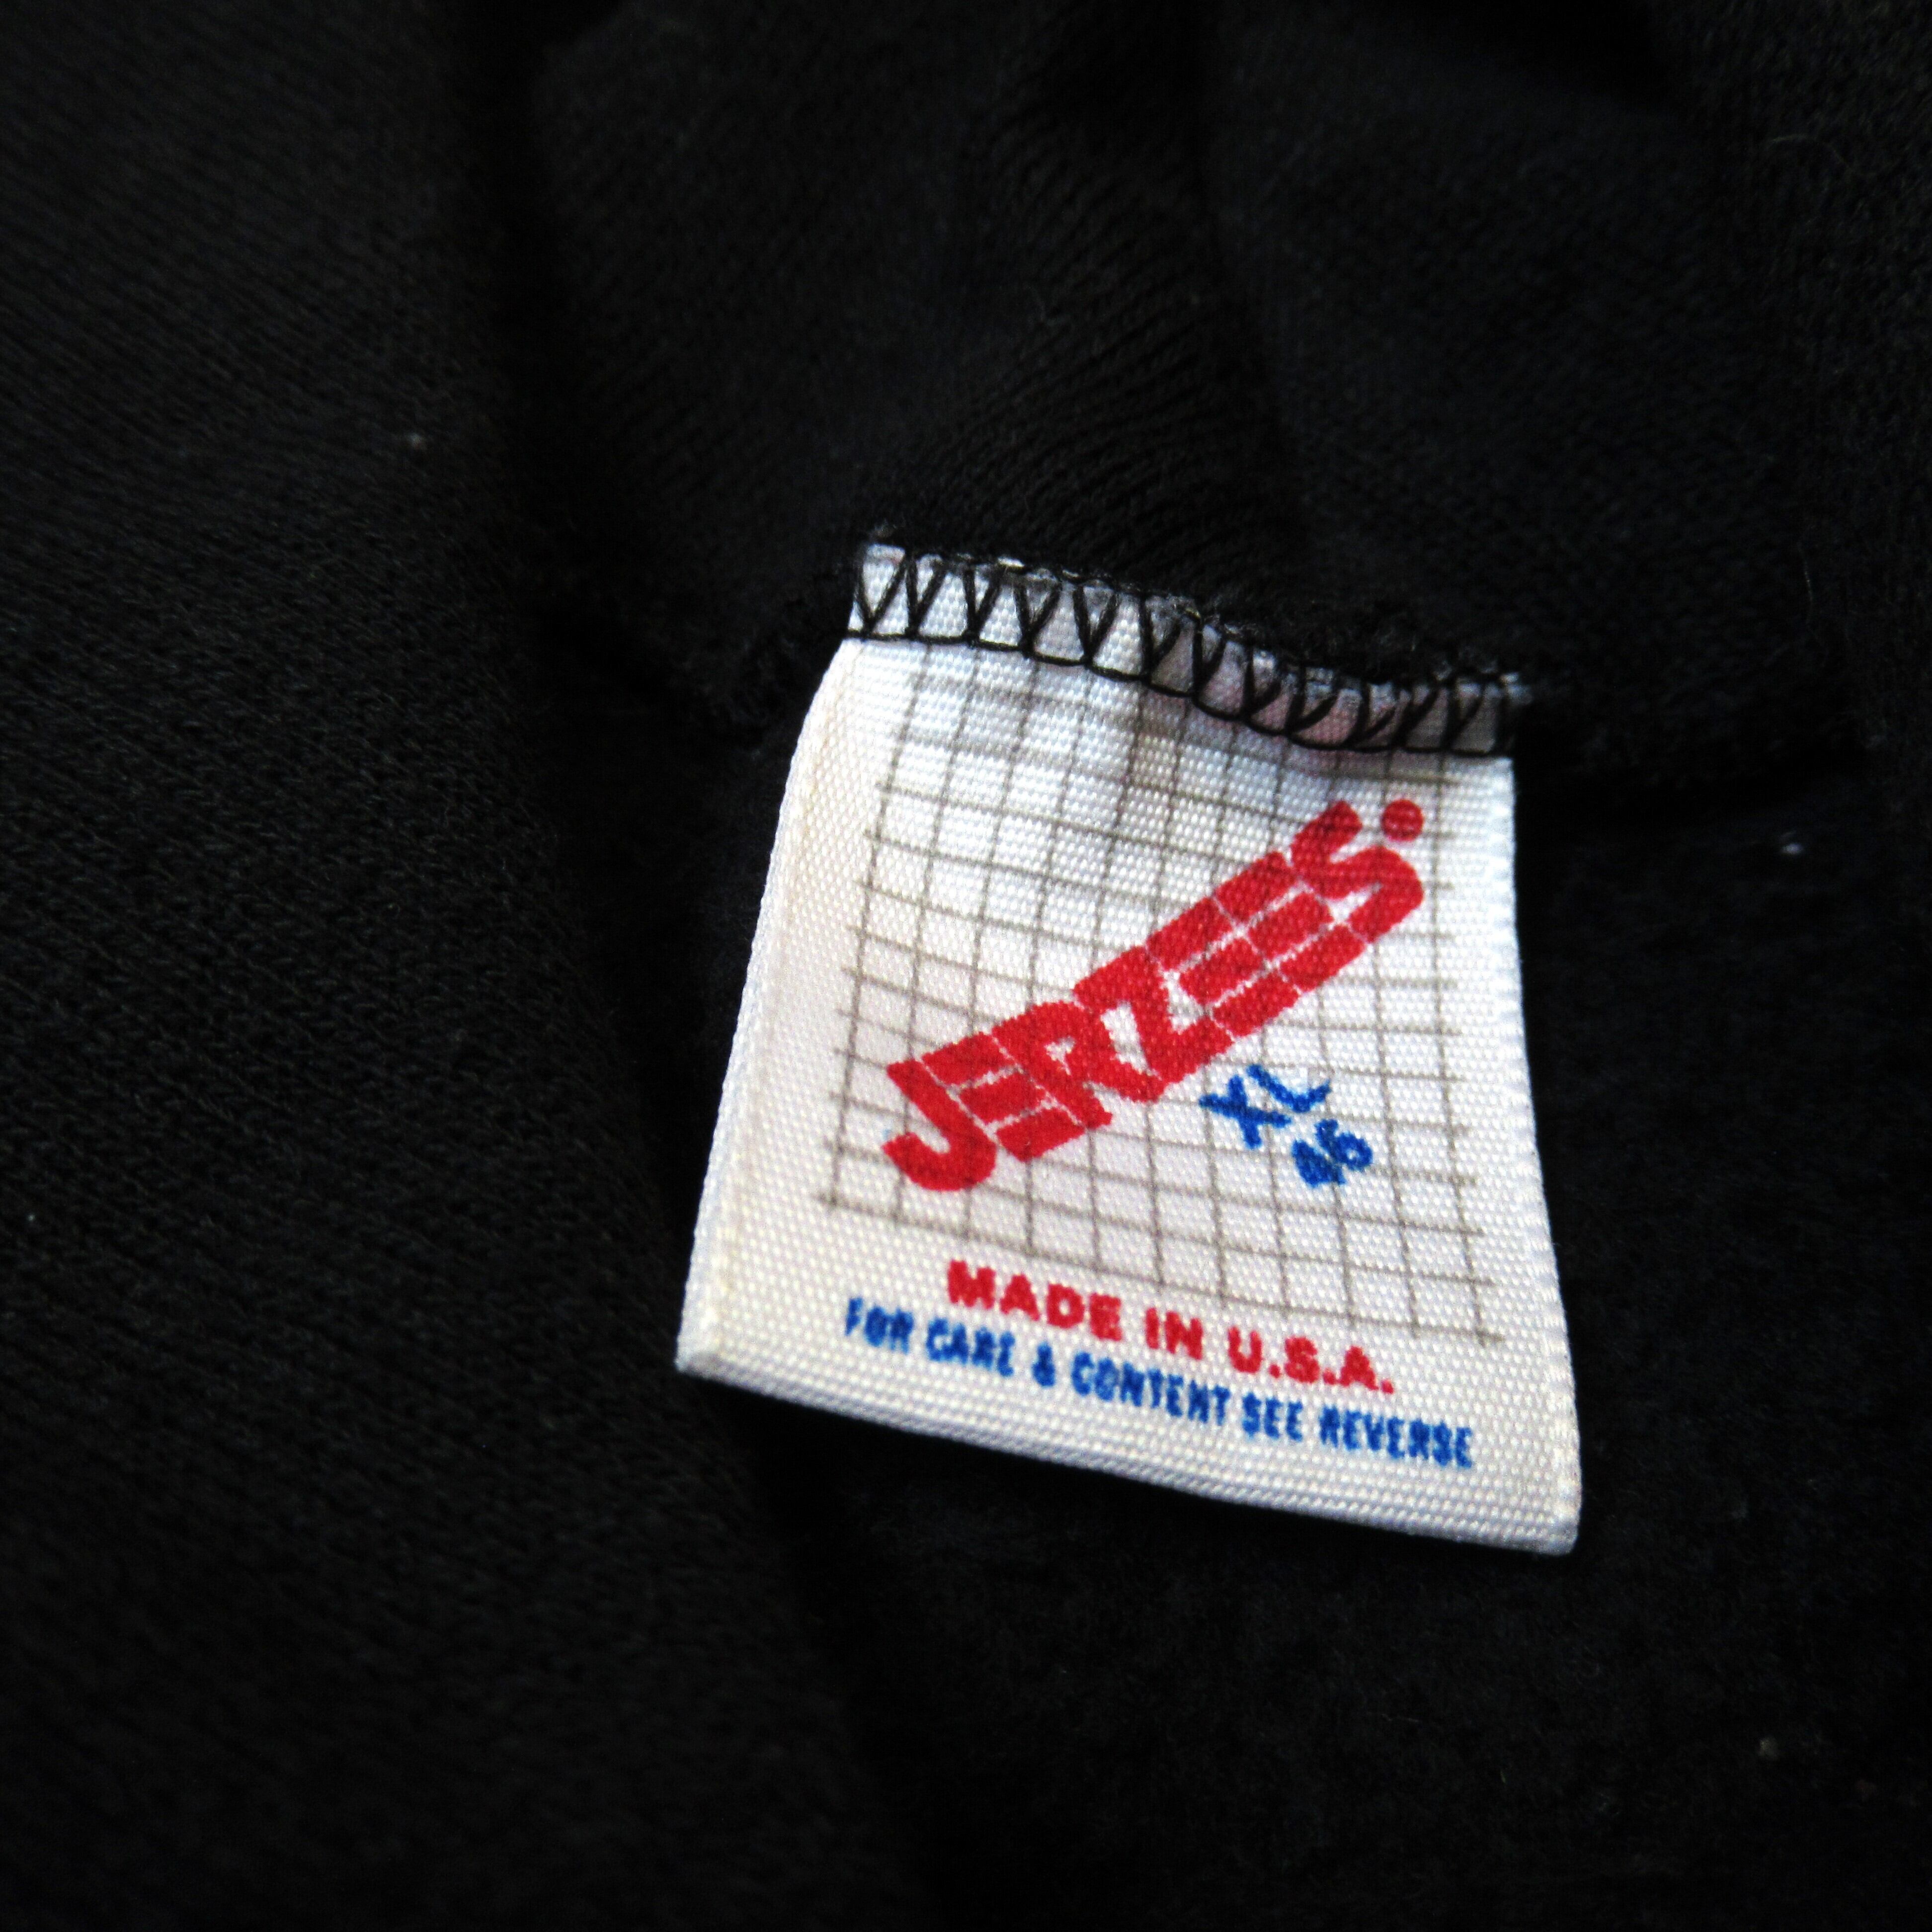 JERZEES
XL
46
MADE IN U.S.A.
FOR CARE & CONTENT SEE REVERSE